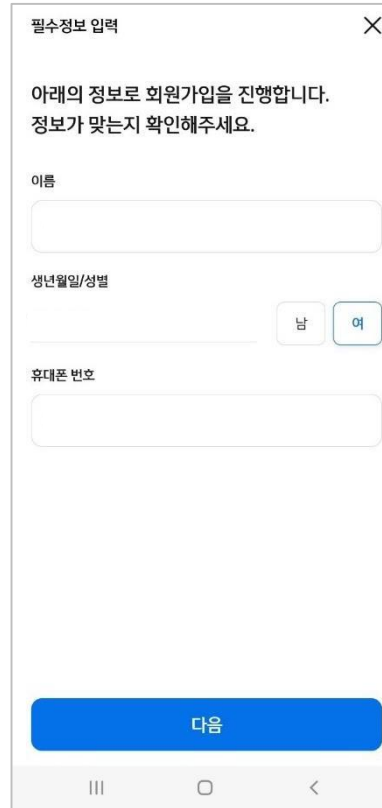 필수정보 입력
아래의 정보로 회원가입을 진행합니다.
정보가 맞는지 확인해주세요.
이름
생년월일/성별
남 여
휴대폰 번호
다음